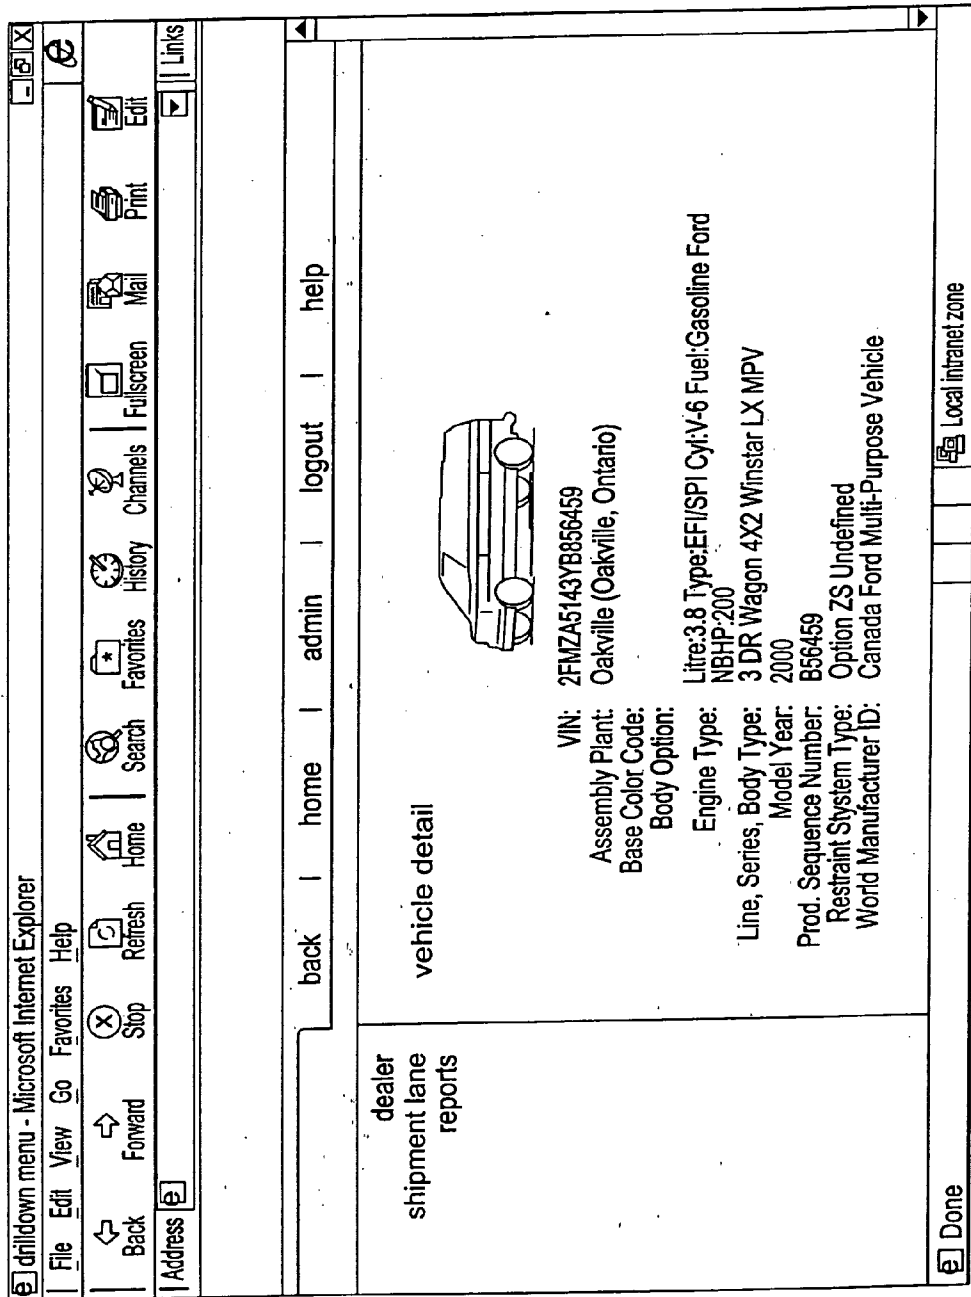 drilldown menu - Microsoft Internet Explorer
File Edit View Go Favorites Help
Back Forward Stop Refresh Home Search Favorites History Channels Fullscreen Mail Print Edit
Address Links
back | home | admin | logout | help
dealer
shipment lane
reports
vehicle detail
VIN: 2FMZA5143YB856459
Assembly Plant: Oakville (Oakville, Ontario)
Base Color Code:
Body Option:
Engine Type: Litre:3.8 Type:EFI/SPI Cyl:V-6 Fuel:Gasoline Ford
NBHP:200
Line, Series, Body Type: 3 DR Wagon 4X2 Winstar LX MPV
Model Year: 2000
Prod. Sequence Number: B56459
Restraint Stystem Type: Option ZS Undefined
World Manufacturer ID: Canada Ford Multi-Purpose Vehicle
Done Local intranet zone